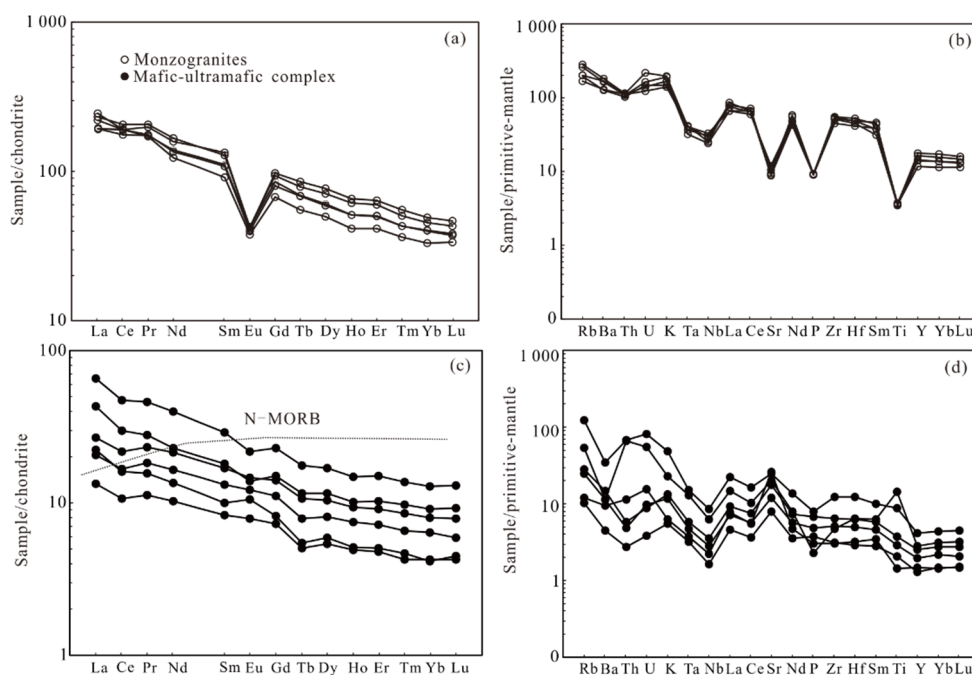 1 000
(a)
Monzogranites
Mafic-ultramafic complex
100
10
Sample/chondrite
La Ce Pr Nd Sm Eu Gd Tb Dy Ho Er Tm Yb Lu
1 000
(b)
100
10
1
0
Sample/primitive-mantle
Rb Ba Th U K Ta Nb La Ce Sr Nd P Zr Hf Sm Ti Y Yb Lu
100
(c)
N-MORB
10
1
Sample/chondrite
La Ce Pr Nd Sm Eu Gd Tb Dy Ho Er Tm Yb Lu
1 000
(d)
100
10
1
0
Sample/primitive-mantle
Rb Ba Th U K Ta Nb La Ce Sr Nd P Zr Hf Sm Ti Y Yb Lu